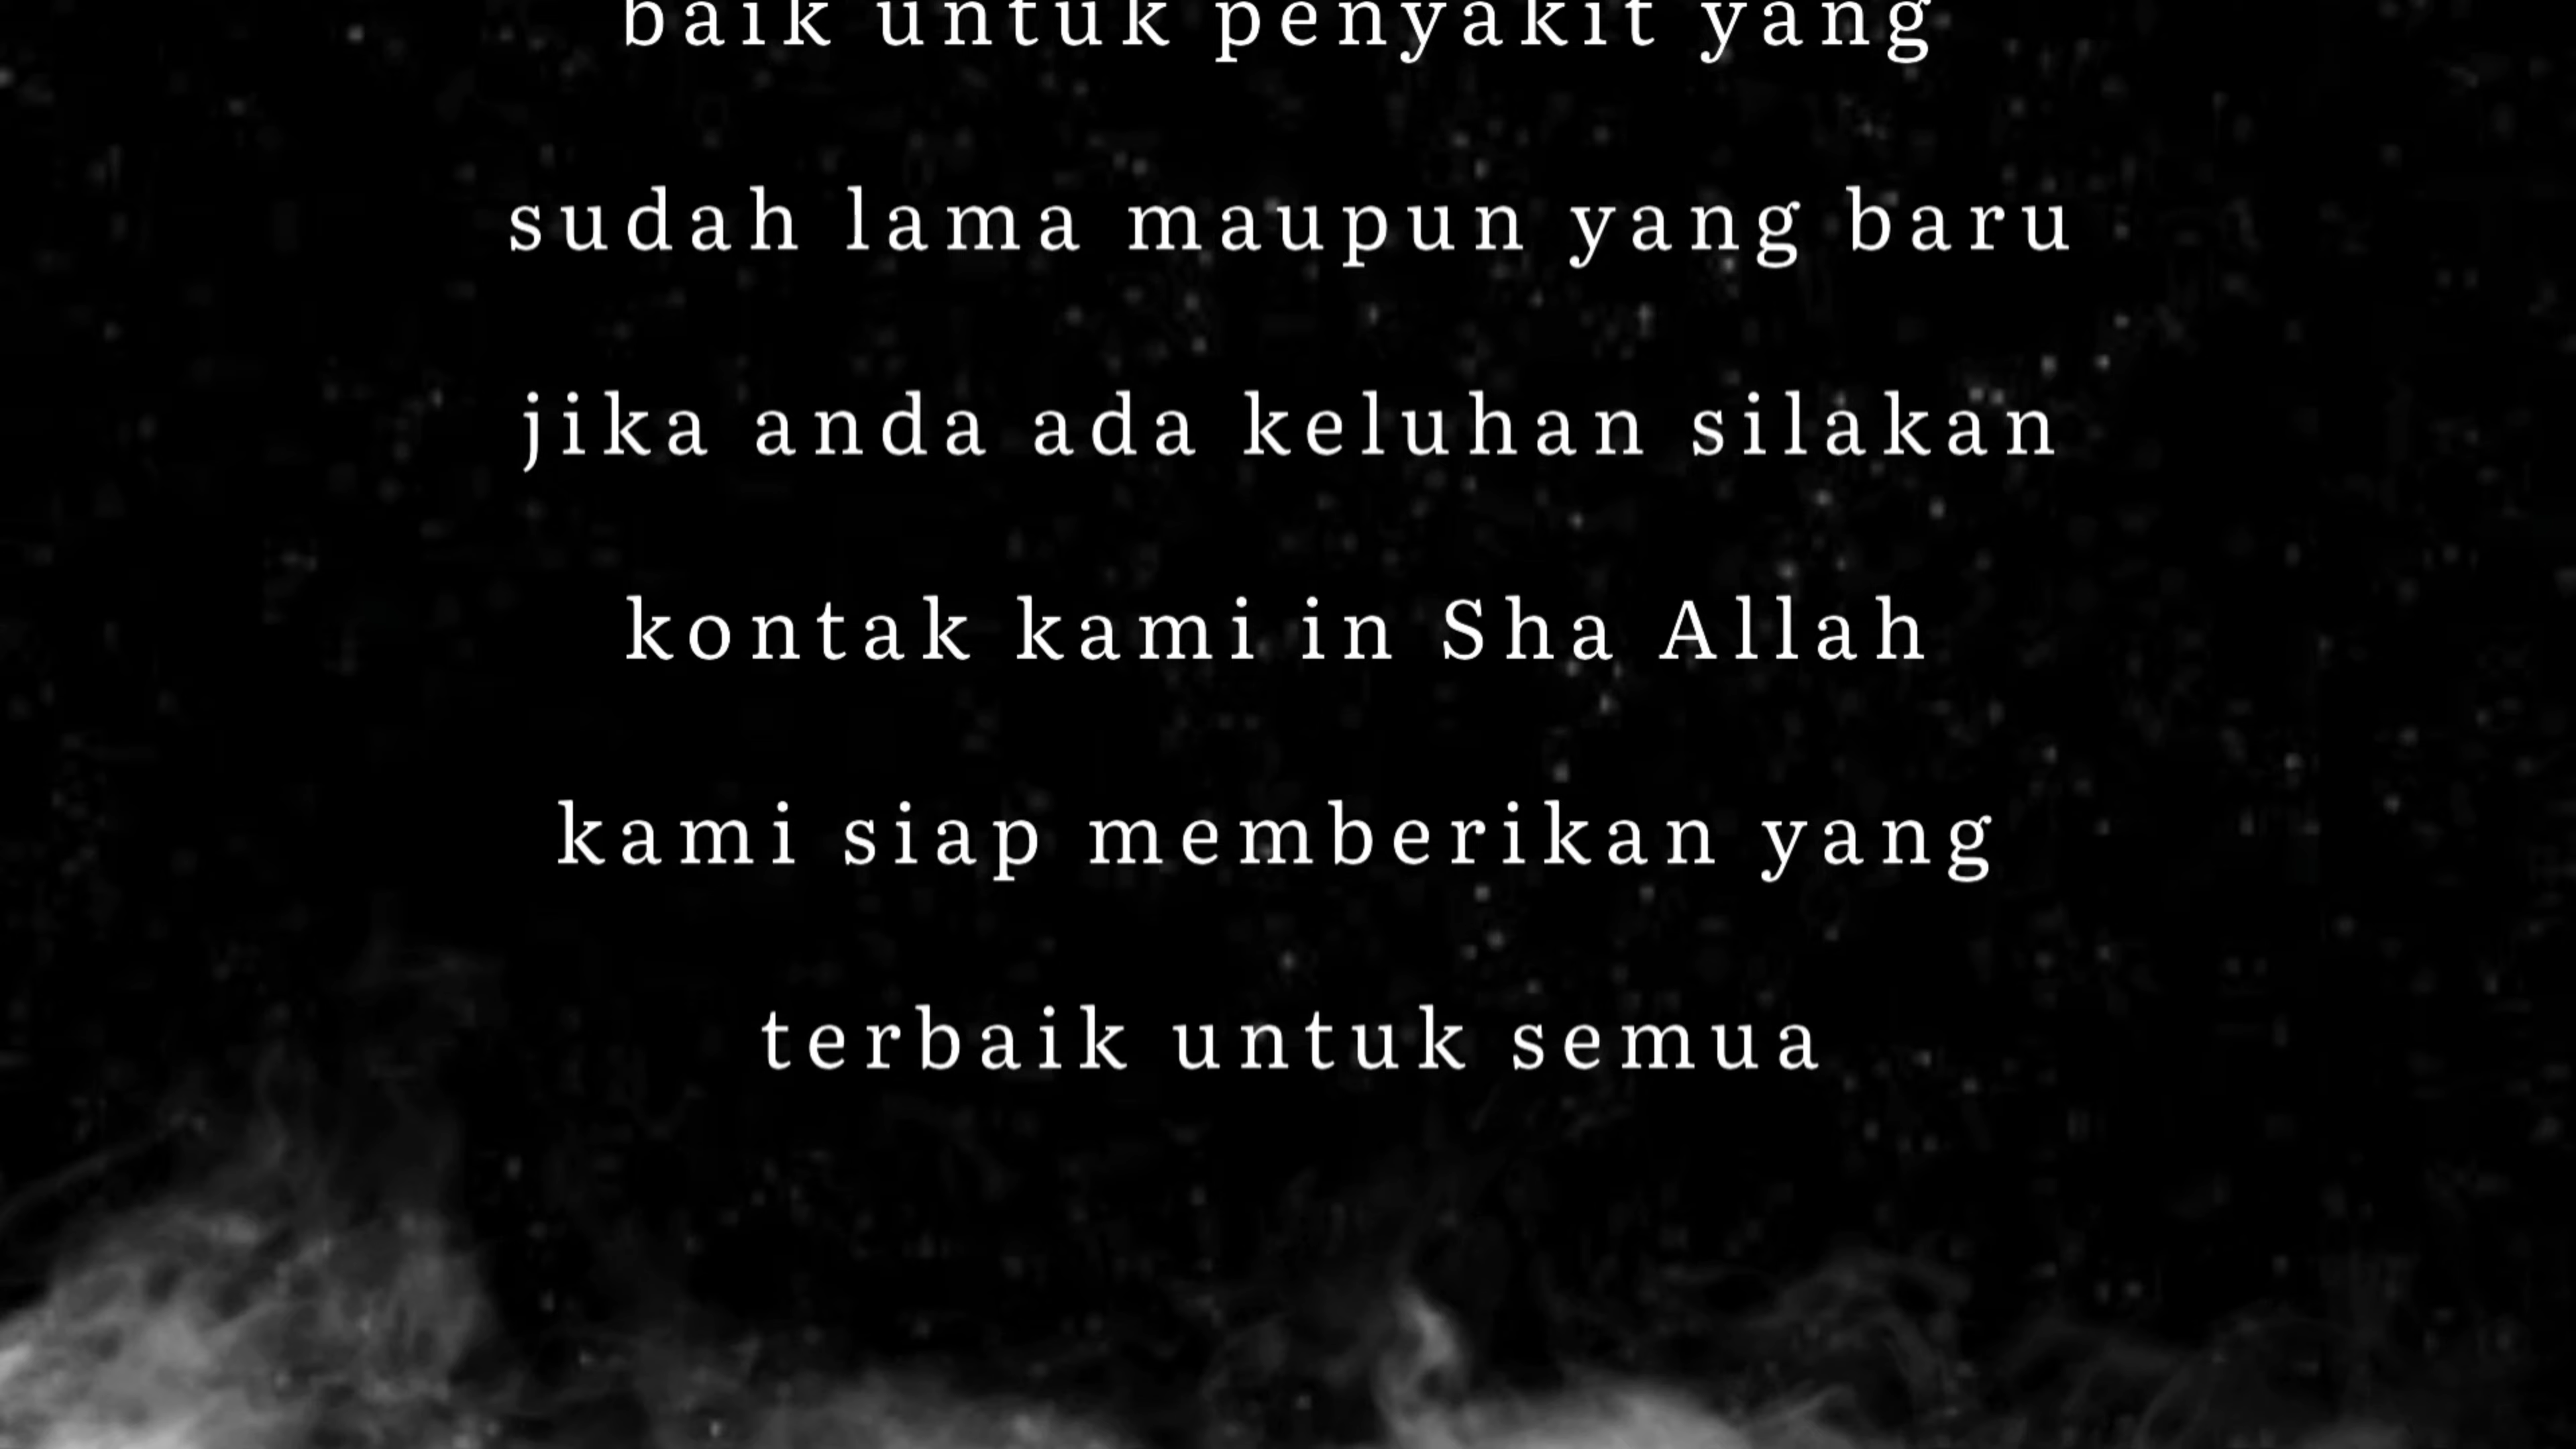 baik untuk penyakit yang
sudah lama maupun yang baru
jika anda ada keluhan silakan
kontak kami in Sha Allah
kami siap memberikan yang
terbaik untuk semua